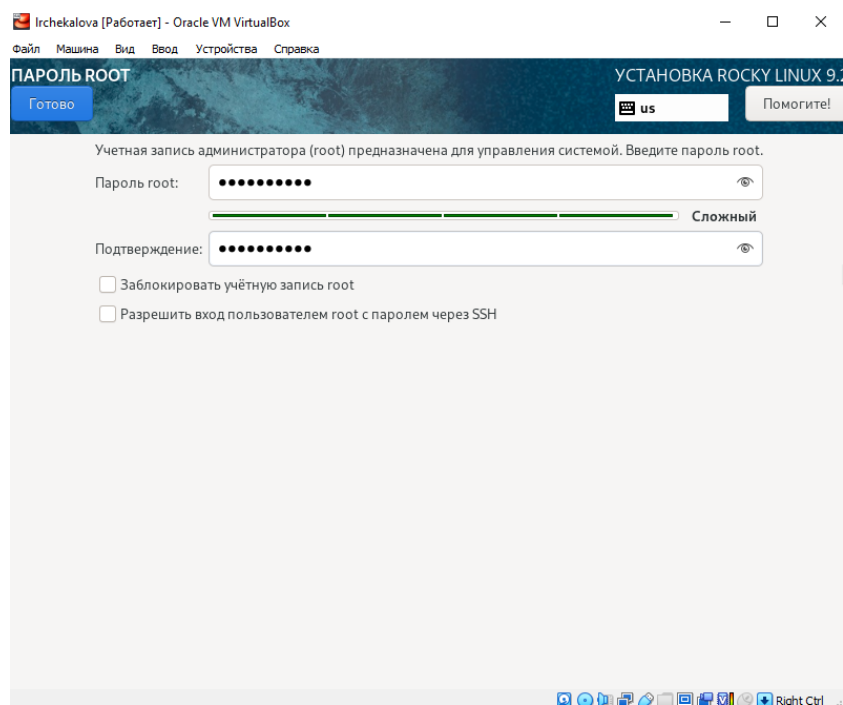 lrchekalova [Работает] - Oracle VM VirtualBox
Файл Машина Вид Ввод Устройства Справка
ПАРОЛЬ ROOT
УСТАНОВКА ROCKY LINUX 9.2
Готово
us
Помогите!
Учетная запись администратора (root) предназначена для управления системой. Введите пароль root.
Пароль root: ●●●●●●●●●●
Сложный
Подтверждение: ●●●●●●●●●●
Заблокировать учётную запись root
Разрешить вход пользователем root с паролем через SSH
Right Ctrl